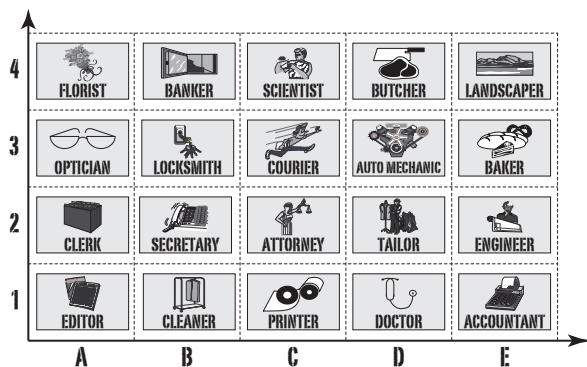 4
FLORIST BANKER SCIENTIST BUTCHER LANDSCAPER
3
OPTICIAN LOCKSMITH COURIER AUTO MECHANIC BAKER
2
CLERK SECRETARY ATTORNEY TAILOR ENGINEER
1
EDITOR CLEANER PRINTER DOCTOR ACCOUNTANT
A B C D E